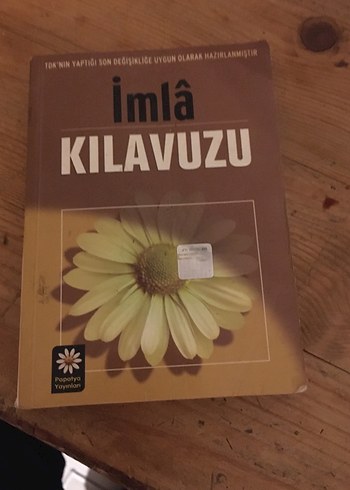 TDK'NIN YAPTIĞI SON DEĞİŞİKLİĞE UYGUN OLARAK HAZIRLANMIŞTIR
İmlâ
KILAVUZU
Papatya
Yayınları